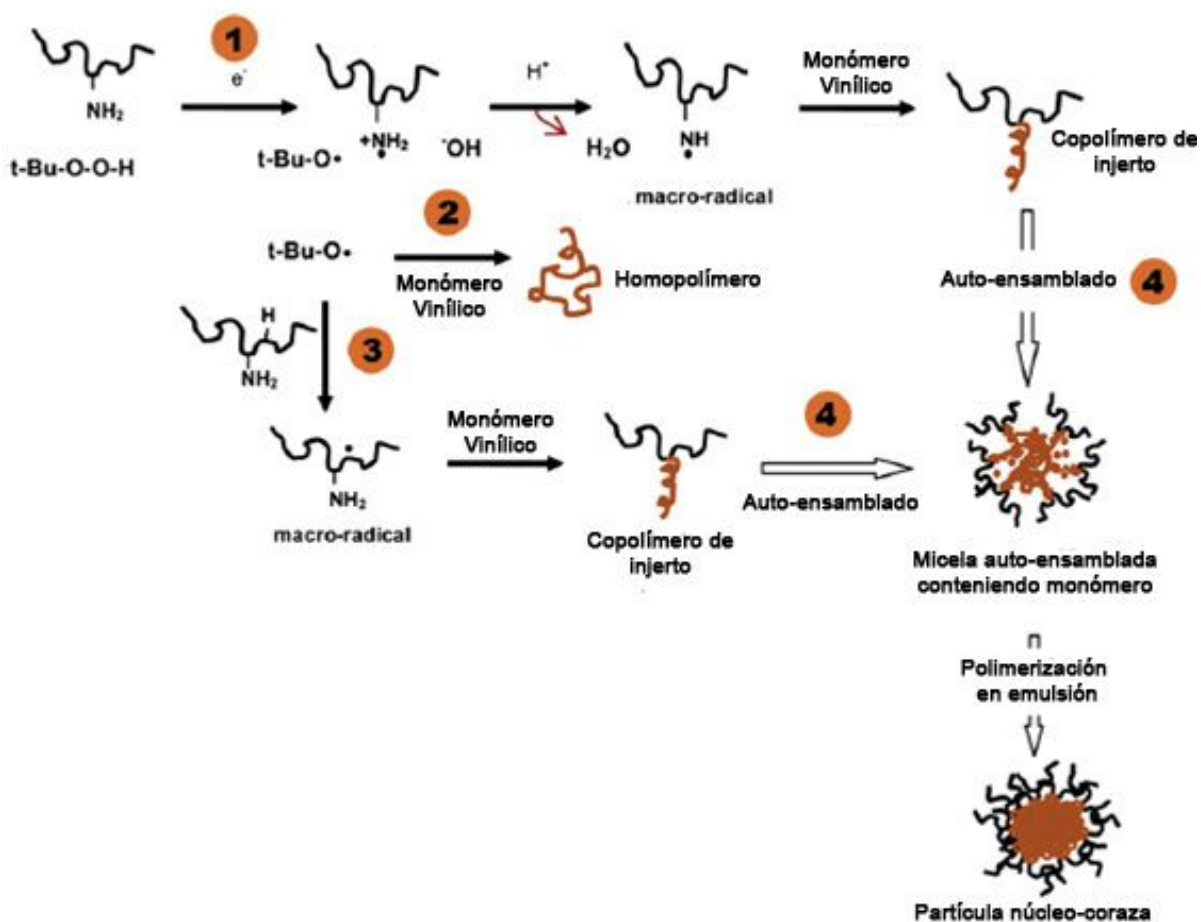 1
e⁻
H⁺
Monómero
Vinílico
NH₂
t-Bu-O-O-H
t-Bu-O•
+NH₂
•
⁻OH
H₂O
NH
•
macro-radical
Copolímero de
injerto
2
t-Bu-O•
Monómero
Vinílico
Homopolímero
Auto-ensamblado
4
H
NH₂
3
•
NH₂
macro-radical
Monómero
Vinílico
Copolímero de
injerto
4
Auto-ensamblado
Micela auto-ensamblada
conteniendo monómero
Polimerización
en emulsión
Partícula núcleo-coraza